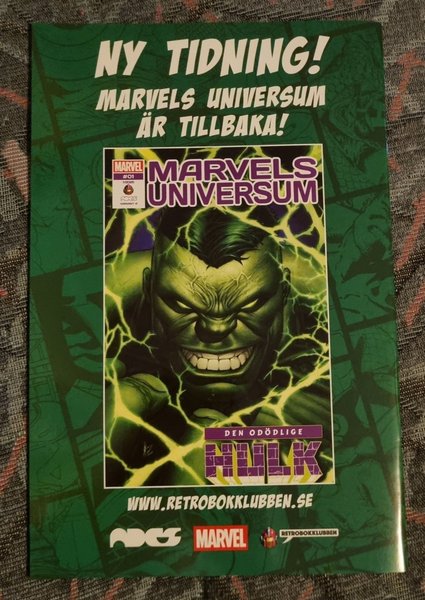 NY TIDNING!
MARVELS UNIVERSUM
ÄR TILLBAKA!
MARVEL
#01
MARVELS
UNIVERSUM
DEN ODÖDLIGE
HULK
WWW.RETROBOKKLUBBEN.SE
MARVEL
RETROBOKKLUBBEN